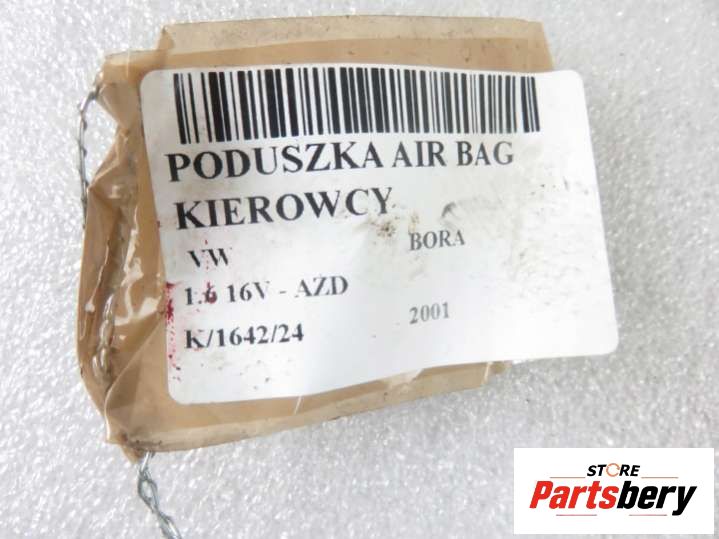 PODUSZKA AIR BAG
KIEROWCY
VW BORA
1.6 16V - AZD
K/1642/24 2001
STORE
Partsbery